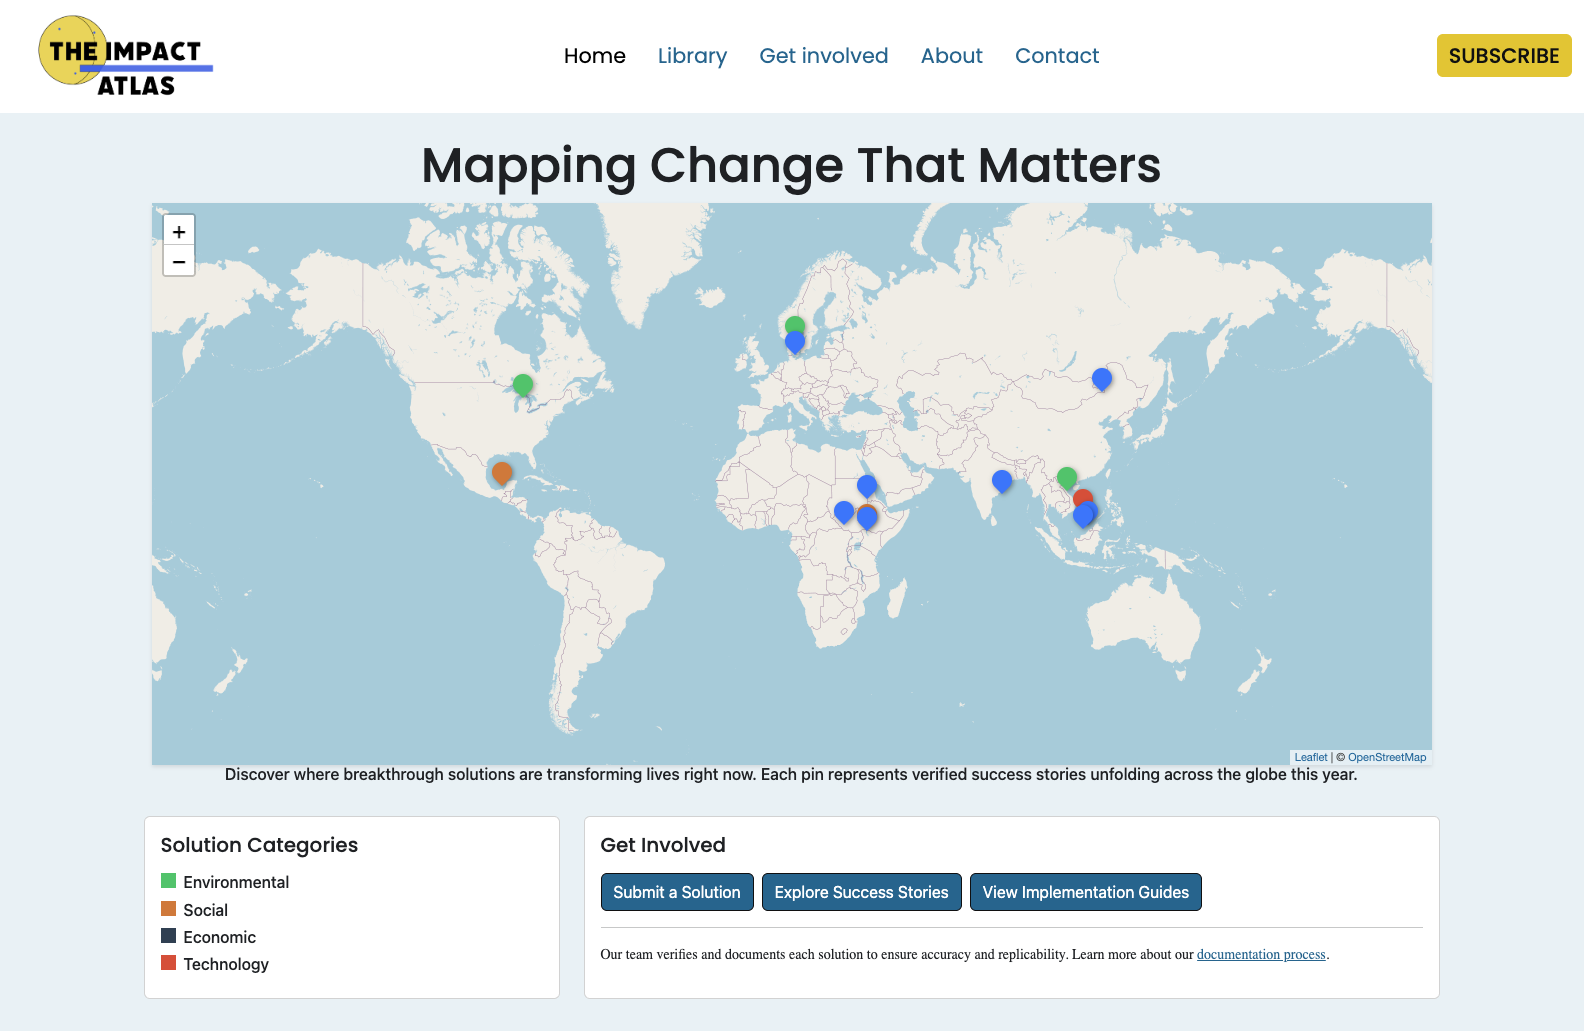 THE IMPACT
ATLAS
Home Library Get involved About Contact
SUBSCRIBE
Mapping Change That Matters
+
−
Leaflet | © OpenStreetMap
Discover where breakthrough solutions are transforming lives right now. Each pin represents verified success stories unfolding across the globe this year.
Solution Categories
Environmental
Social
Economic
Technology
Get Involved
Submit a Solution Explore Success Stories View Implementation Guides
Our team verifies and documents each solution to ensure accuracy and replicability. Learn more about our documentation process.